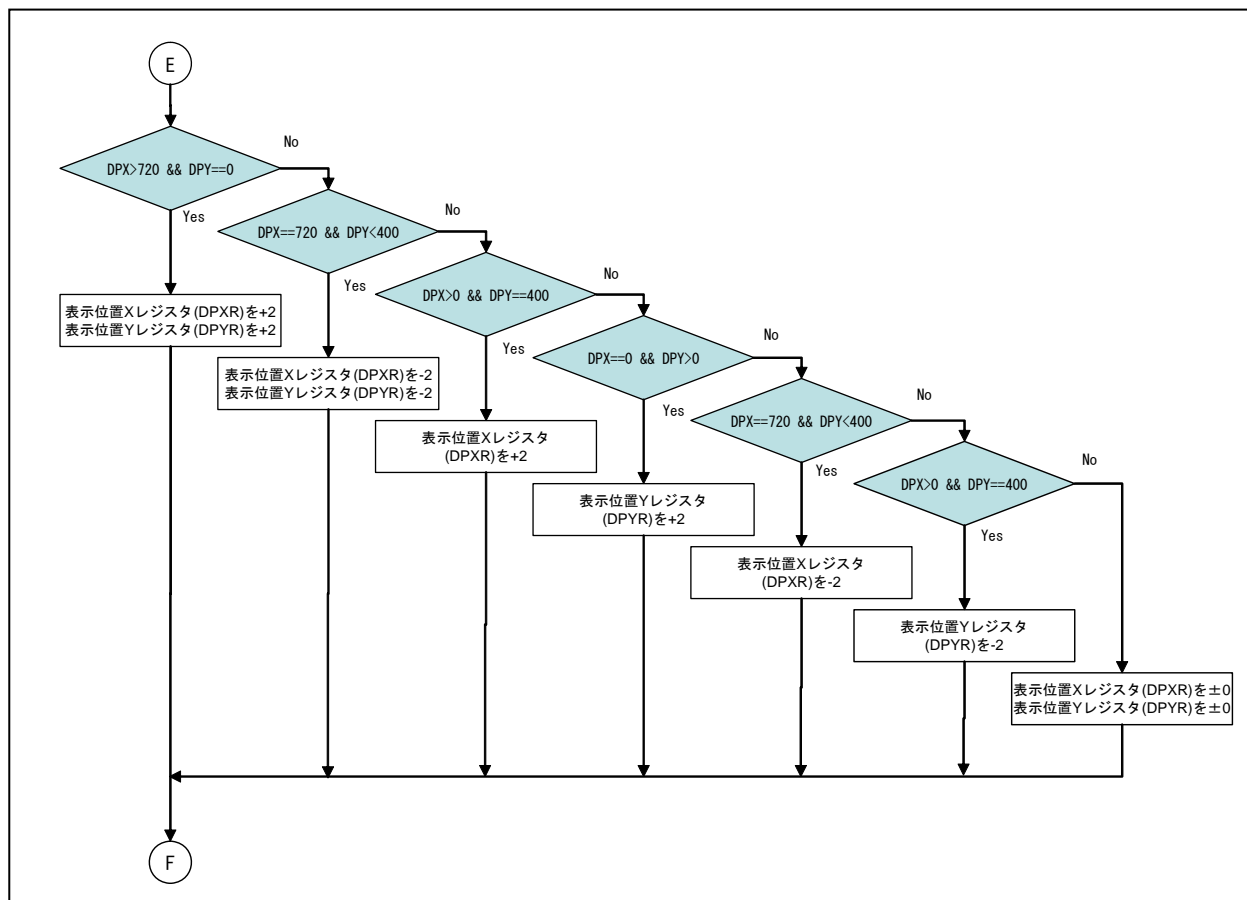 E
No
DPX>720 && DPY==0
Yes
No
DPX==720 && DPY<400
Yes
No
DPX>0 && DPY==400
Yes
No
DPX==0 && DPY>0
Yes
No
DPX==720 && DPY<400
Yes
No
DPX>0 && DPY==400
Yes
表示位置Xレジスタ(DPXR)を+2
表示位置Yレジスタ(DPYR)を+2
表示位置Xレジスタ(DPXR)を-2
表示位置Yレジスタ(DPYR)を-2
表示位置Xレジスタ
(DPXR)を+2
表示位置Yレジスタ
(DPYR)を+2
表示位置Xレジスタ
(DPXR)を-2
表示位置Yレジスタ
(DPYR)を-2
表示位置Xレジスタ(DPXR)を±0
表示位置Yレジスタ(DPYR)を±0
F